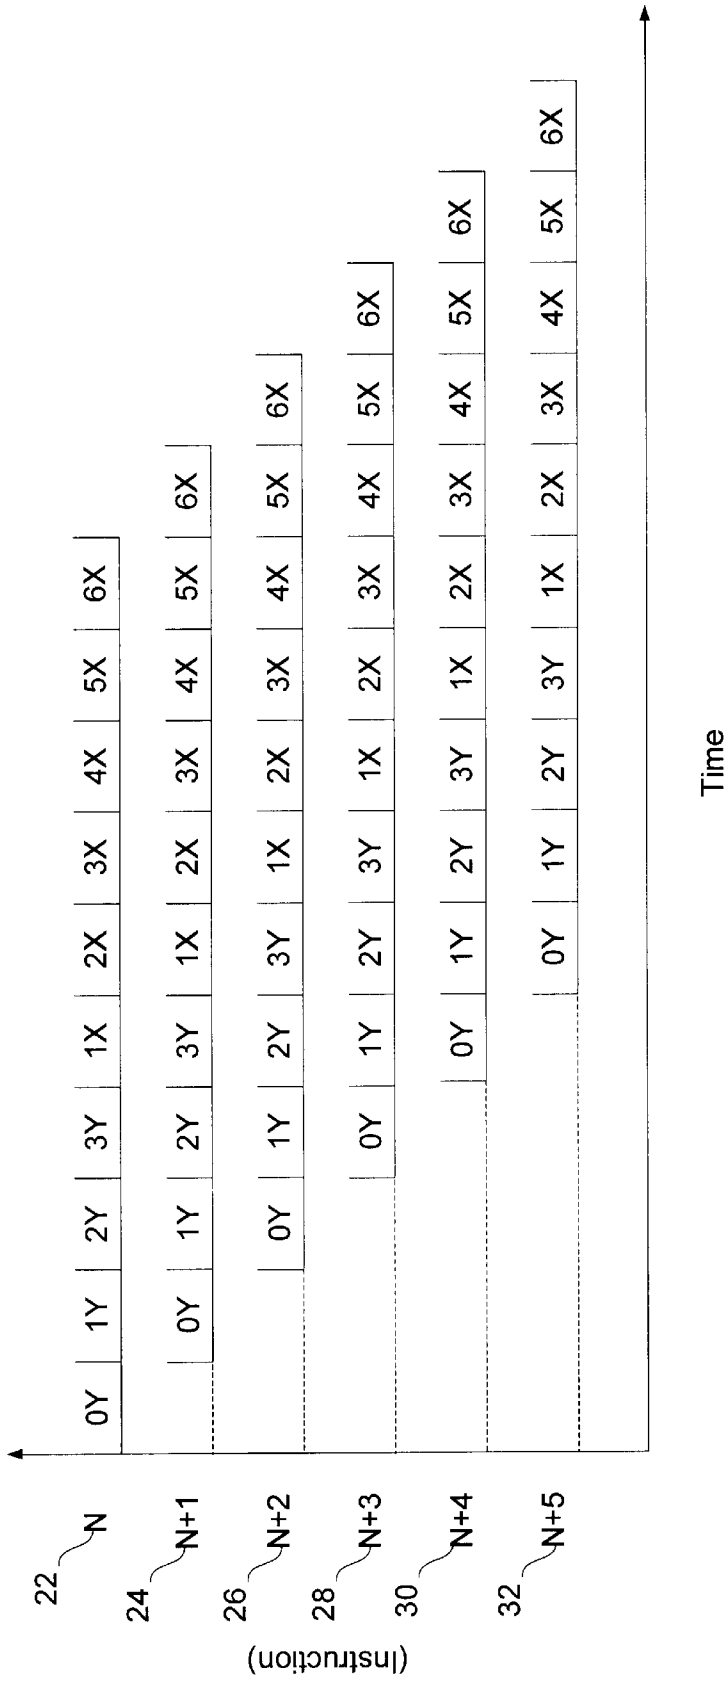 22 N 0Y 1Y 2Y 3Y 1X 2X 3X 4X 5X 6X
24 N+1 0Y 1Y 2Y 3Y 1X 2X 3X 4X 5X 6X
26 N+2 0Y 1Y 2Y 3Y 1X 2X 3X 4X 5X 6X
28 N+3 0Y 1Y 2Y 3Y 1X 2X 3X 4X 5X 6X
30 N+4 0Y 1Y 2Y 3Y 1X 2X 3X 4X 5X 6X
32 N+5 0Y 1Y 2Y 3Y 1X 2X 3X 4X 5X 6X
(Instruction)
Time